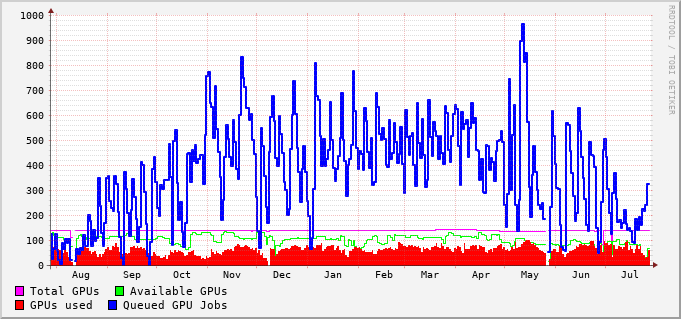 1000
900
800
700
600
500
400
300
200
100
0
Aug Sep Oct Nov Dec Jan Feb Mar Apr May Jun Jul
Total GPUs Available GPUs
GPUs used Queued GPU Jobs
RRDTOOL / TOBI OETIKER